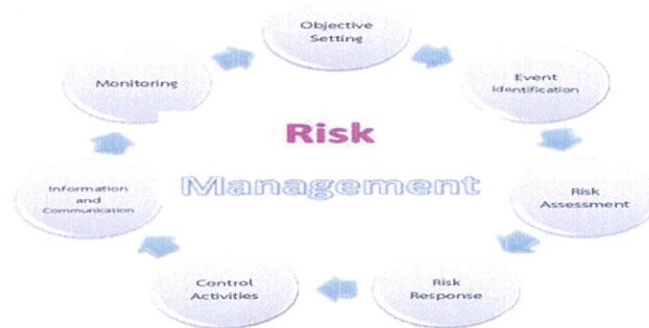 Objective
Setting
Event
Identification
Risk
Assessment
Risk
Response
Control
Activities
Information
and
Communication
Monitoring
Risk
Management